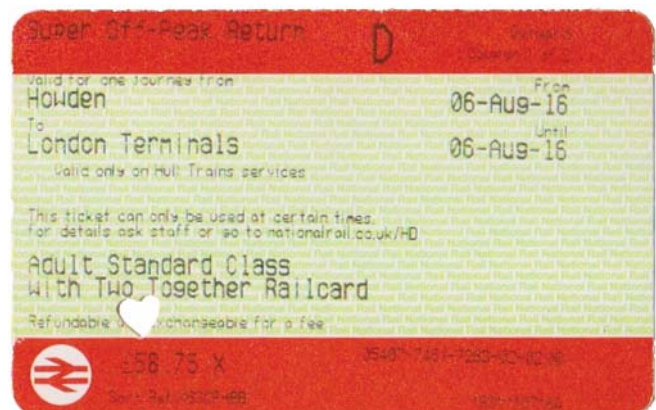 Super Off-Peak Return
D
Valid for one journey from
Howden
From
06-Aug-16
To
London Terminals
Until
06-Aug-16
Valid only on Hull Trains services
This ticket can only be used at certain times.
for details ask staff or go to nationalrail.co.uk/HD
Adult Standard Class
with Two Together Railcard
Refundable exchangeable for a fee
£58.75 X